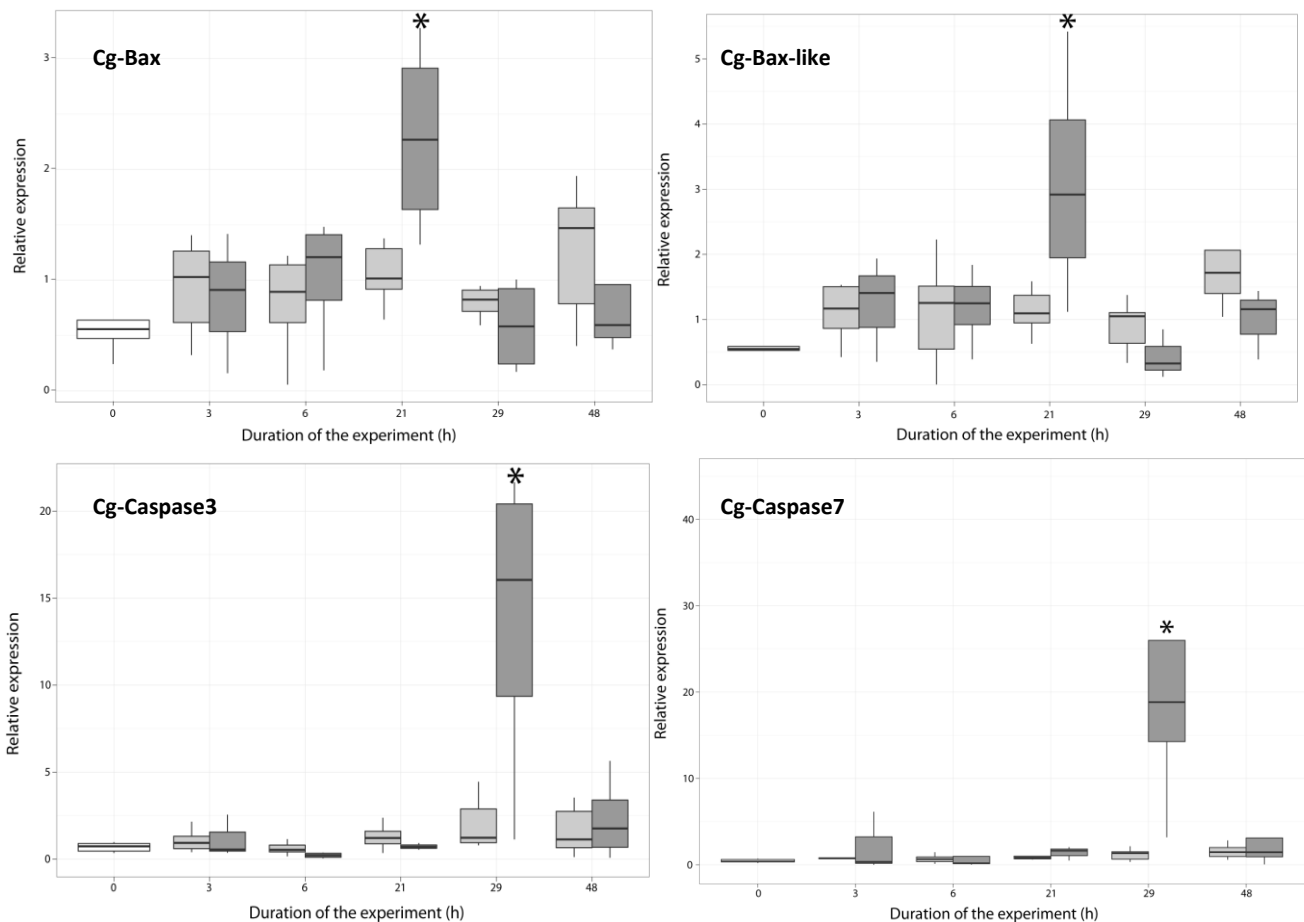 *
Cg-Bax
3
2
1
0
Relative expression
0 3 6 21 29 48
Duration of the experiment (h)
*
Cg-Bax-like
5
4
3
2
1
0
Relative expression
0 3 6 21 29 48
Duration of the experiment (h)
*
Cg-Caspase3
20
15
10
5
0
Relative expression
0 3 6 21 29 48
Duration of the experiment (h)
Cg-Caspase7
40
30
*
20
10
0
Relative expression
0 3 6 21 29 48
Duration of the experiment (h)